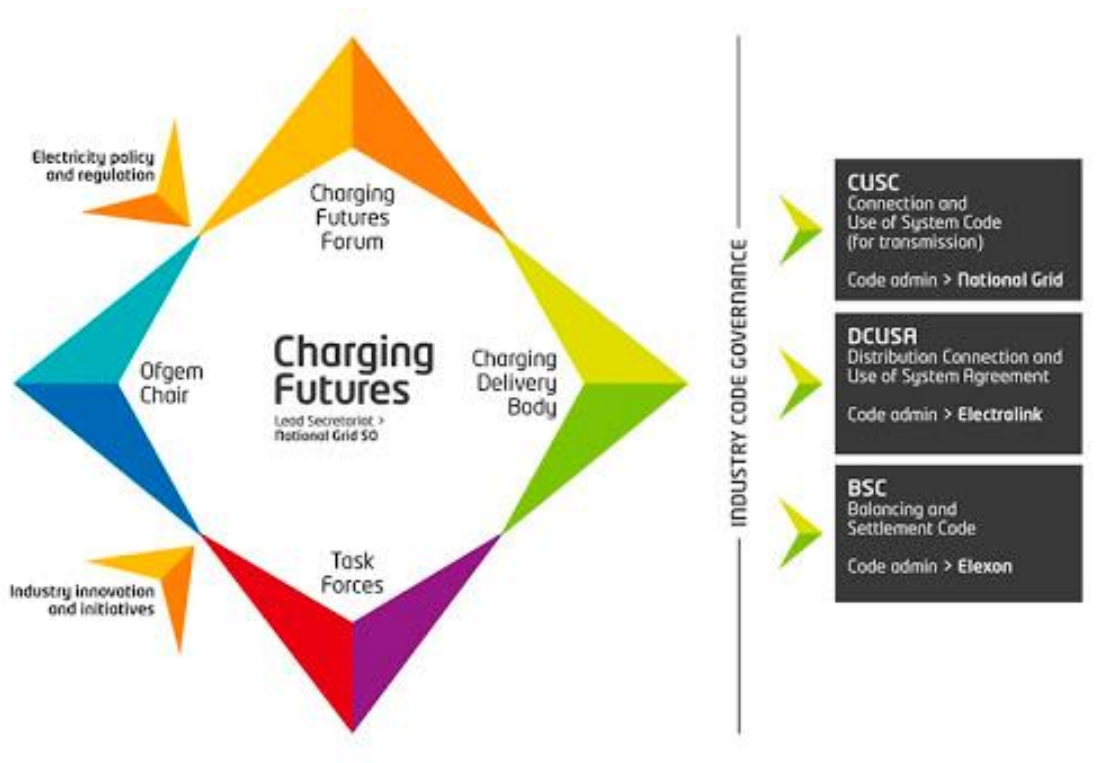 Electricity policy
and regulation
Charging
Futures
Forum
Ofgem
Chair
Charging
Futures
Lead Secretariat >
National Grid SO
Charging
Delivery
Body
Task
Forces
Industry innovation
and initiatives
INDUSTRY CODE GOVERNANCE
CUSC
Connection and
Use of System Code
(for transmission)
Code admin > National Grid
DCUSA
Distribution Connection and
Use of System Agreement
Code admin > Electralink
BSC
Balancing and
Settlement Code
Code admin > Elexon